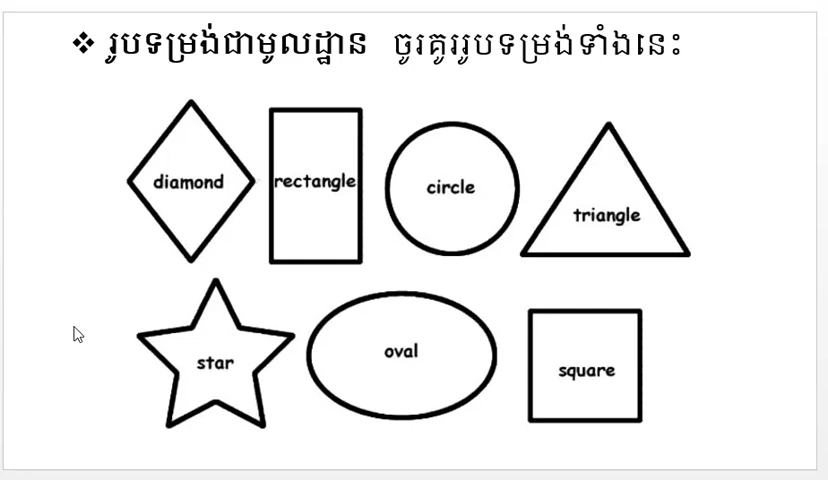 ❖ រូបទម្រង់ជាមូលដ្ឋាន ចូរគូររូបទម្រង់ទាំងនេះ
diamond
rectangle
circle
triangle
star
oval
square